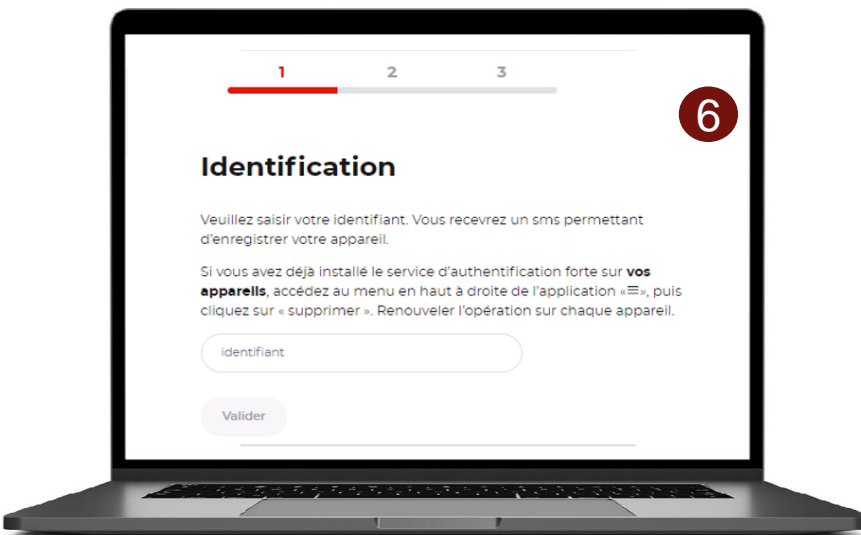 1 2 3
6
Identification
Veuillez saisir votre identifiant. Vous recevrez un sms permettant
d'enregistrer votre appareil.
Si vous avez déjà installé le service d'authentification forte sur vos
appareils, accédez au menu en haut à droite de l'application «≡», puis
cliquez sur « supprimer ». Renouveler l'opération sur chaque appareil.
identifiant
Valider